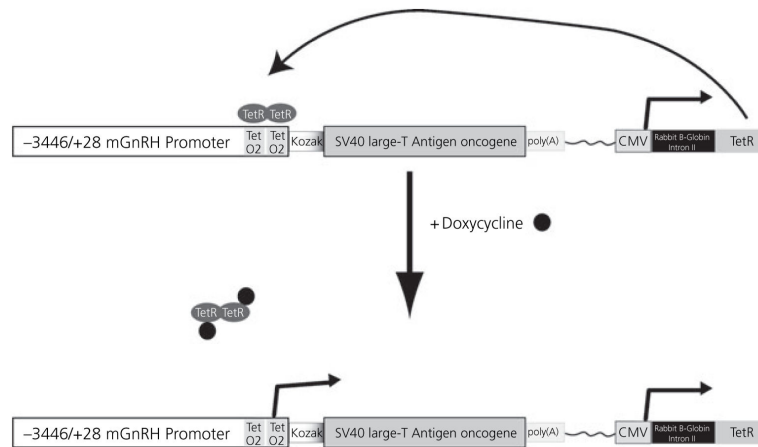 TetR TetR
–3446/+28 mGnRH Promoter
Tet
O2
Tet
O2
Kozak
SV40 large-T Antigen oncogene
poly(A)
CMV
Rabbit B-Globin
Intron II
TetR
+Doxycycline
TetR TetR
–3446/+28 mGnRH Promoter
Tet
O2
Tet
O2
Kozak
SV40 large-T Antigen oncogene
poly(A)
CMV
Rabbit B-Globin
Intron II
TetR